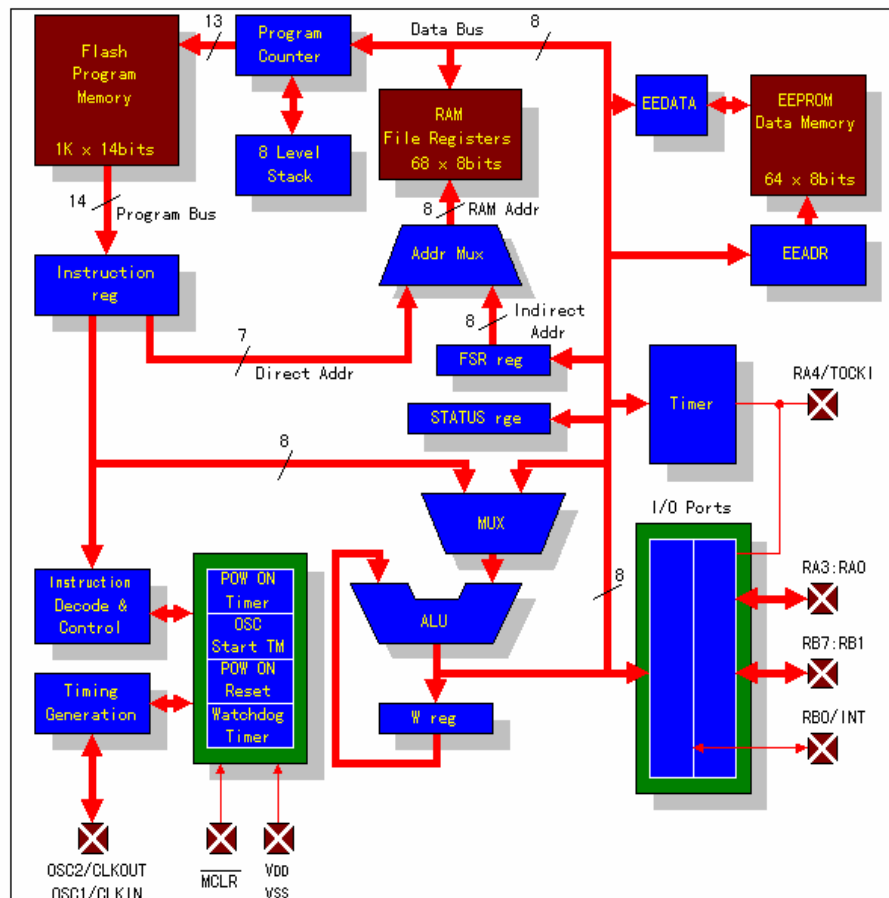 13
Data Bus
8
Flash
Program
Memory
1K x 14bits
Program
Counter
8 Level
Stack
RAM
File Registers
68 x 8bits
EEDATA
EEPROM
Data Memory
64 x 8bits
14
Program Bus
8
RAM Addr
Addr Mux
EEADR
Instruction
reg
7
Direct Addr
8
Indirect
Addr
FSR reg
STATUS rge
Timer
RA4/TOCKI
8
MUX
I/O Ports
Instruction
Decode &
Control
POW ON
Timer
OSC
Start TM
POW ON
Reset
Watchdog
Timer
ALU
8
RA3:RA0
RB7:RB1
RB0/INT
Timing
Generation
W reg
OSC2/CLKOUT
OSC1/CLKIN
MCLR
VDD
VSS